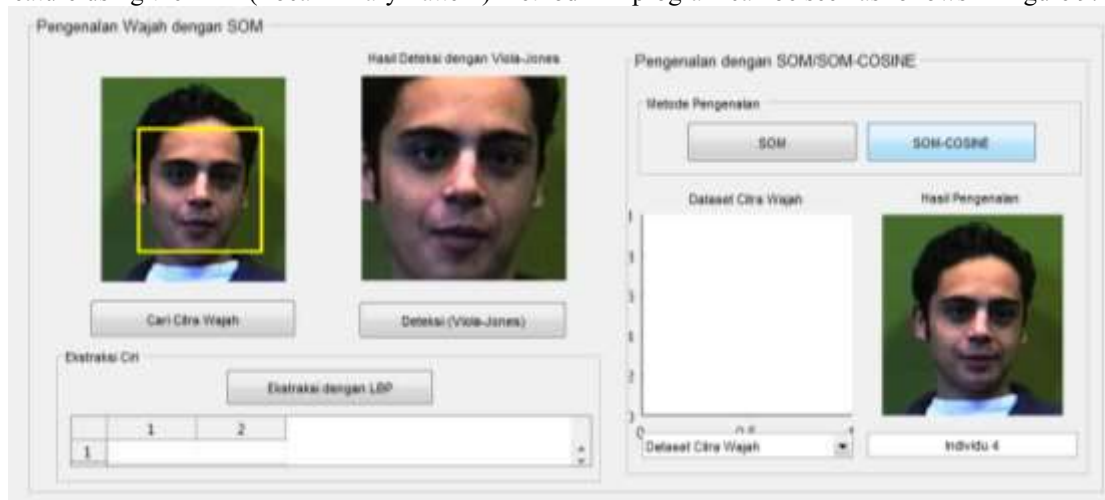 Pengenalan Wajah dengan SOM
Hasil Deteksi dengan Viola-Jones
Cari Citra Wajah
Deteksi (Viola-Jones)
Ekstraksi Ciri
Ekstraksi dengan LBP
1 2
1
Pengenalan dengan SOM/SOM-COSINE
Metode Pengenalan
SOM
SOM-COSINE
Dataset Citra Wajah
Hasil Pengenalan
0
Dataset Citra Wajah
Individu 4